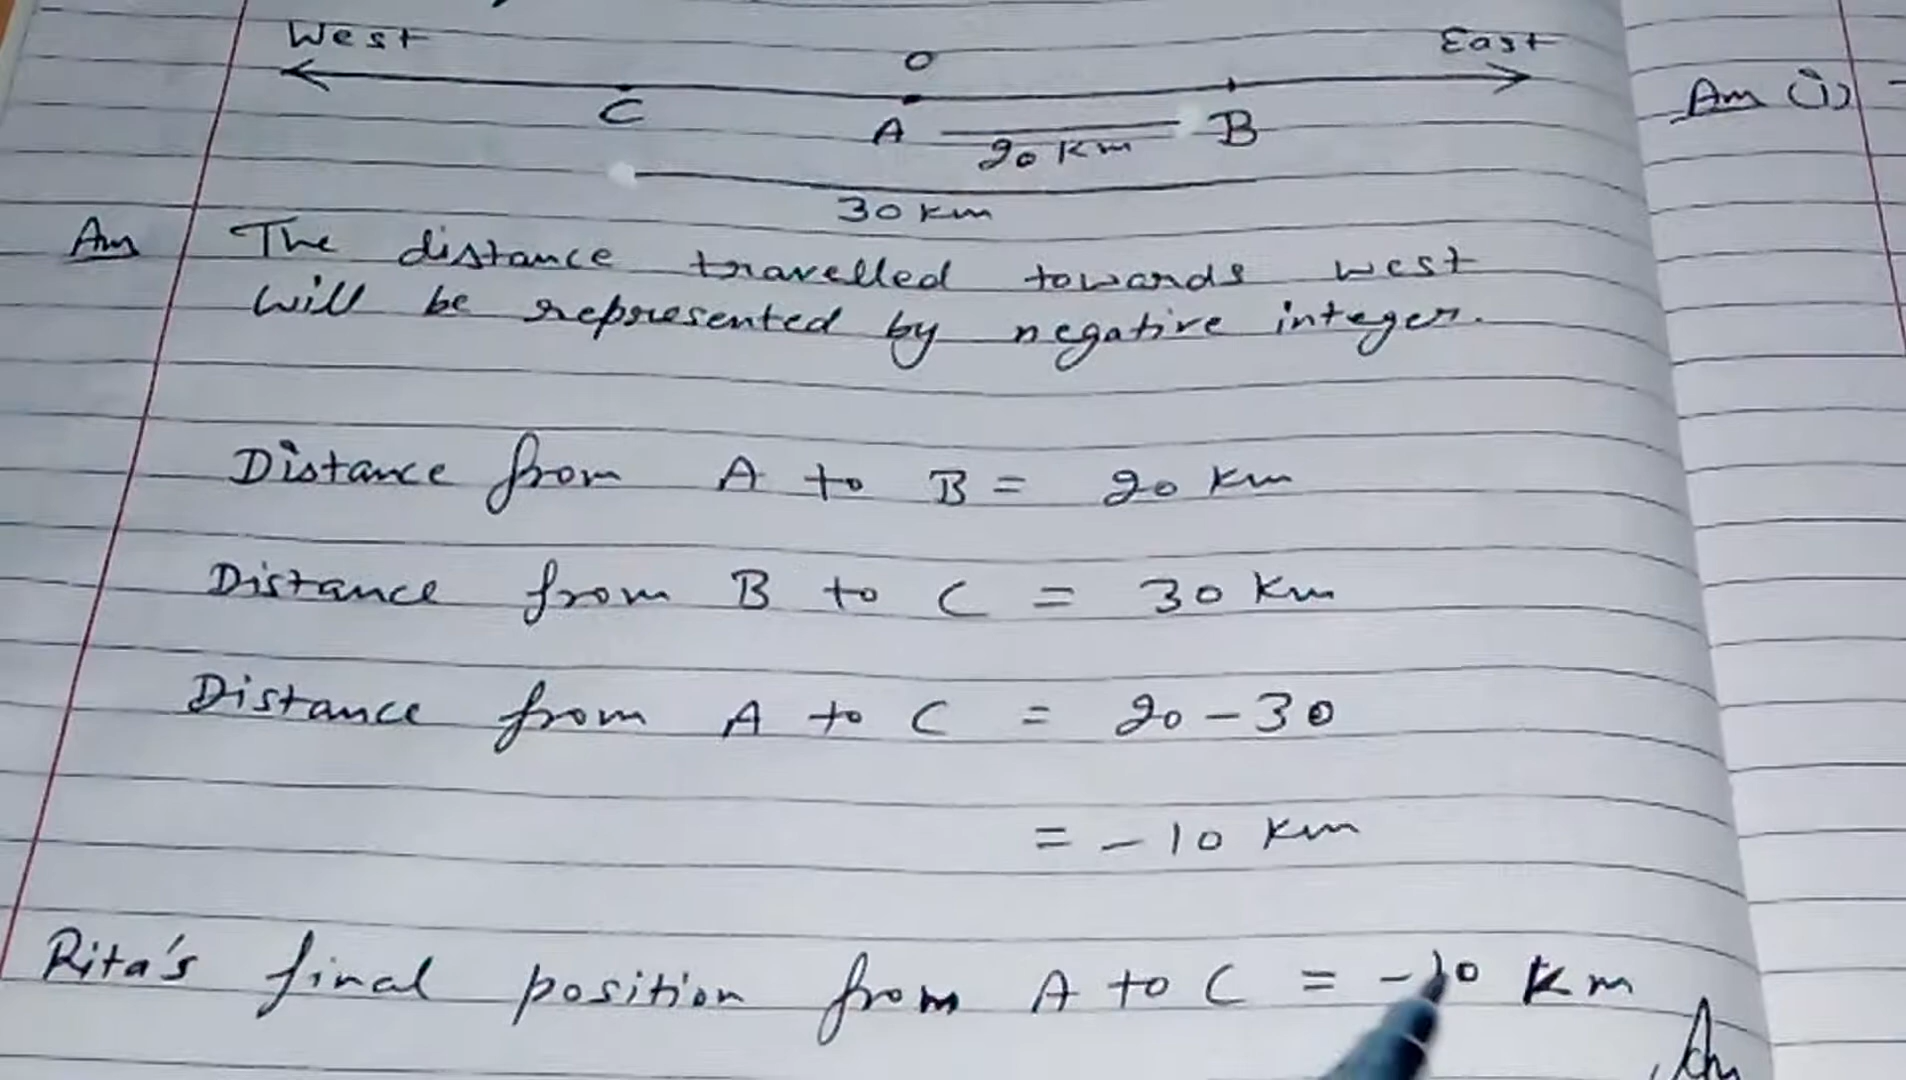 West
East
O
C
A
B
20 Km
30 km
Ans (i)
Ans The distance travelled towards west
will be represented by negative integer.
Distance from A to B = 20 Km
Distance from B to C = 30 Km
Distance from A to C = 20 - 30
= - 10 Km
Rita's final position from A to C = - 10 Km
Ans